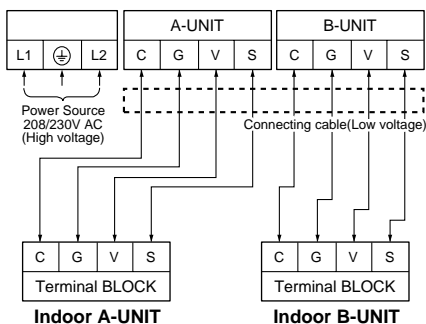 A-UNIT B-UNIT
L1 L2 C G V S C G V S
Power Source
208/230V AC
(High voltage)
Connecting cable(Low voltage)
C G V S C G V S
Terminal BLOCK Terminal BLOCK
Indoor A-UNIT Indoor B-UNIT